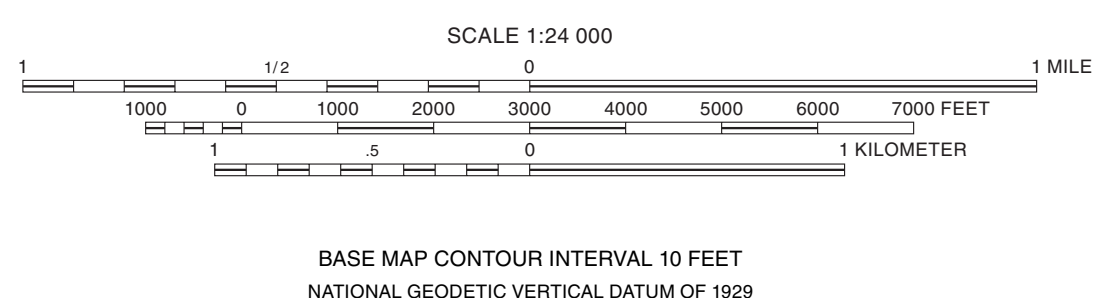 SCALE 1:24 000
1 1/2 0 1 MILE
1000 0 1000 2000 3000 4000 5000 6000 7000 FEET
1 .5 0 1 KILOMETER
BASE MAP CONTOUR INTERVAL 10 FEET
NATIONAL GEODETIC VERTICAL DATUM OF 1929